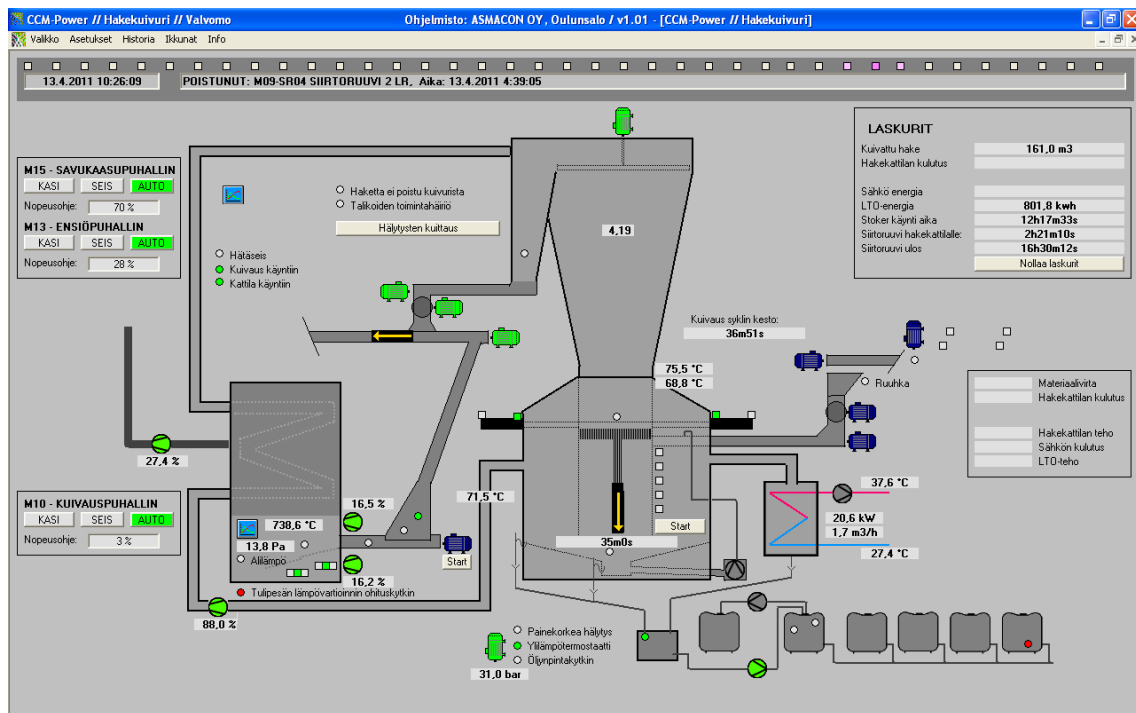 CCM-Power // Hakekuivuri // Valvomo
Ohjelmisto: ASMACON OY, Oulunsalo / v1.01 - [CCM-Power // Hakekuivuri]
Valikko Asetukset Historia Ikkunat Info
13.4.2011 10:26:09
POISTUNUT: M09-SR04 SIIRTORUUVI 2 LR, Aika: 13.4.2011 4:39:05
M15 - SAVUKAASUPUHALLIN
KASI SEIS AUTO
Nopeusohje: 70 %
M13 - ENSIÖPUHALLIN
KASI SEIS AUTO
Nopeusohje: 28 %
Haketta ei poistu kuivurista
Talikoiden toimintahäiriö
Hälytysten kuittaus
Hätäseis
Kuivaus käyntiin
Kattila käyntiin
4,19
LASKURIT
Kuivattu hake 161,0 m3
Hakekattilan kulutus
Sähkö energia
LTO-energia 801,8 kwh
Stoker käynti aika 12h17m33s
Siirtoruuvi hakekattilalle: 2h21m10s
Siirtoruuvi ulos 16h30m12s
Nollaa laskurit
Kuivaus syklin kesto:
36m51s
75,5 °C
68,8 °C
Ruuhka
Materiaalivirta
Hakekattilan kulutus
Hakekattilan teho
Sähkön kulutus
LTO-teho
27,4 %
M10 - KUIVAUSPUHALLIN
KASI SEIS AUTO
Nopeusohje: 3 %
738,6 °C
13,8 Pa
Alilämpö
16,5 %
16,2 %
Start
71,5 °C
Start
35m0s
37,6 °C
20,6 kW
1,7 m3/h
27,4 °C
Tulipesän lämpövartioinnin ohituskytkin
88,0 %
Painekorkea hälytys
Ylilämpötermostaatti
Öljynpintakytkin
31,0 bar